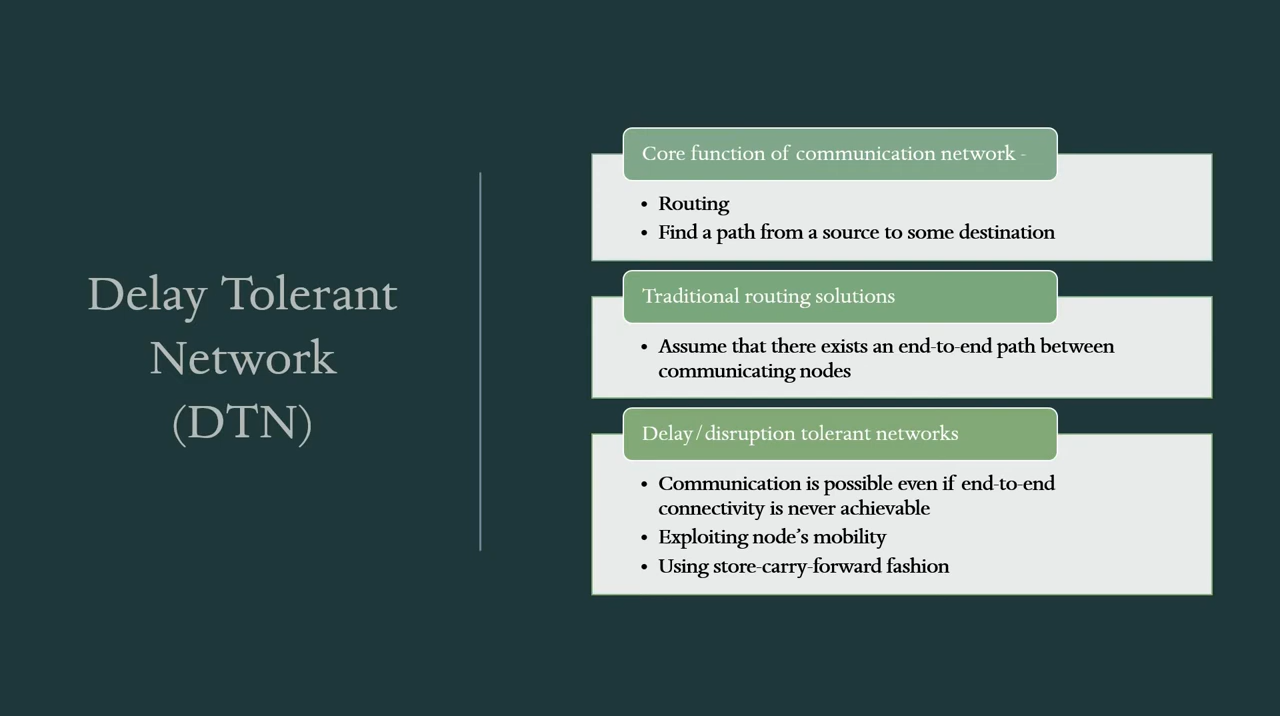 Delay Tolerant
Network
(DTN)
Core function of communication network -
• Routing
• Find a path from a source to some destination
Traditional routing solutions
• Assume that there exists an end-to-end path between
communicating nodes
Delay/disruption tolerant networks
• Communication is possible even if end-to-end
connectivity is never achievable
• Exploiting node’s mobility
• Using store-carry-forward fashion